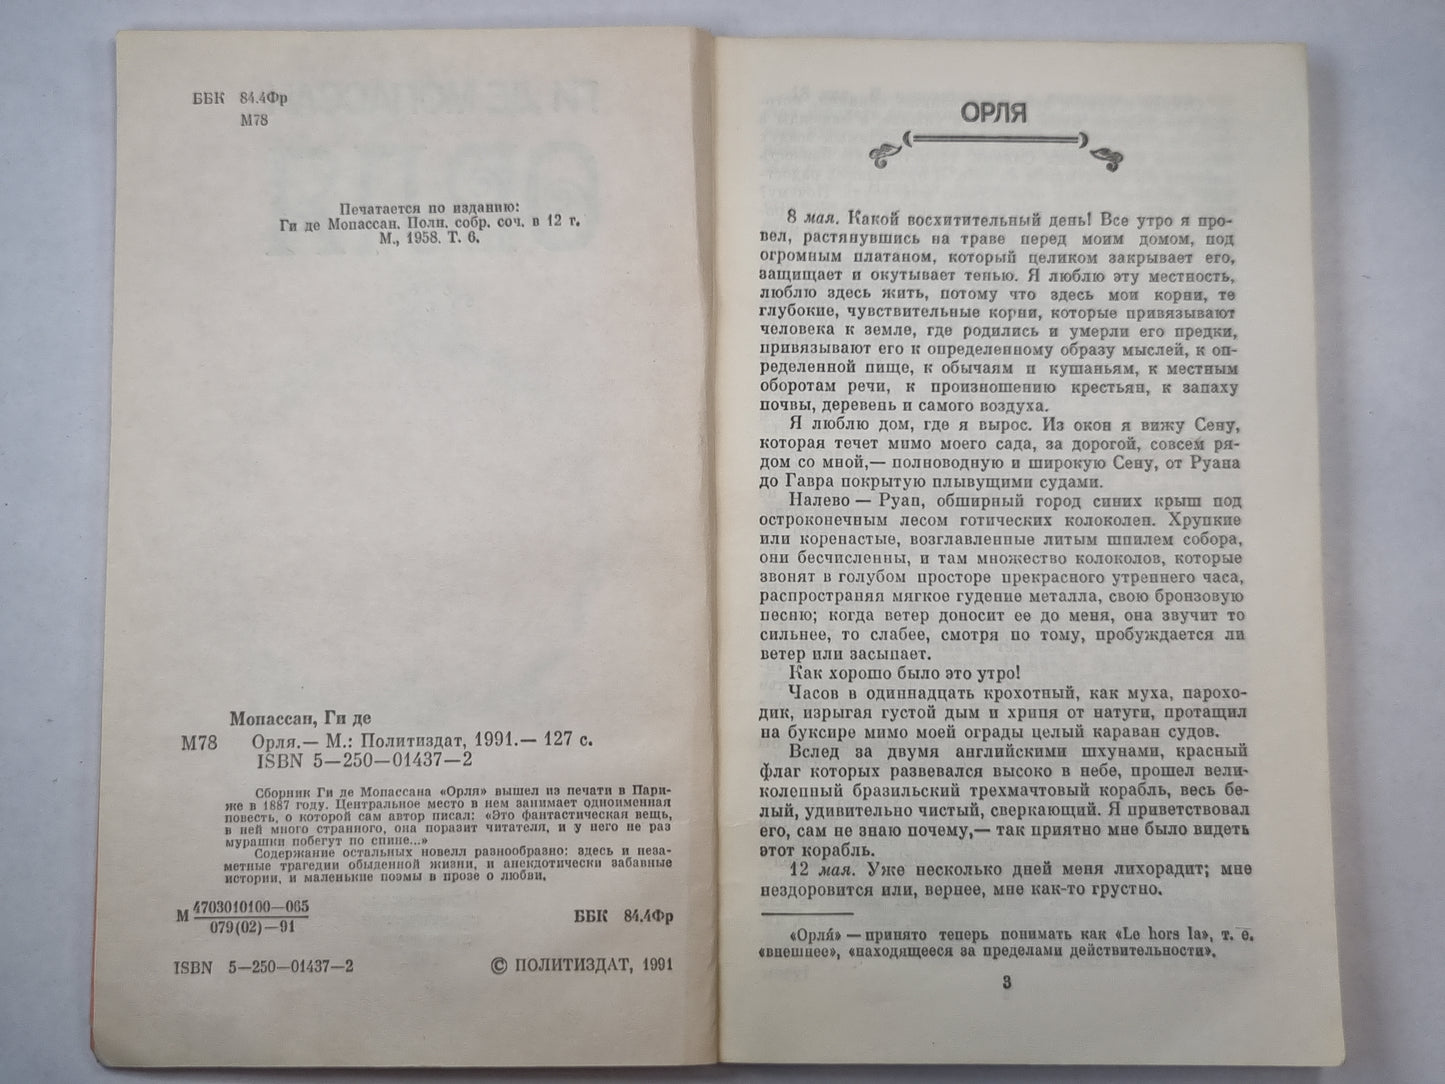 ББК 84.4Фр
М78
Печатается по изданию:
Ги де Мопассан. Полн. собр. соч. в 12 г.
М., 1958. Т. 6.
Мопассан, Ги де
М78 Орля.— М.: Политиздат, 1991.— 127 с.
ISBN 5—250—01437—2
Сборник Ги де Мопассана «Орля» вышел из печати в Пари-
же в 1887 году. Центральное место в нем занимает одноименная
повесть, о которой сам автор писал: «Это фантастическая вещь,
в ней много странного, она поразит читателя, и у него не раз
мурашки побегут по спине...»
Содержание остальных новелл разнообразно: здесь и неза-
метные трагедии обыденной жизни, и анекдотически забавные
истории, и маленькие поэмы в прозе о любви.
М 4703010100—065
079(02)—91
ББК 84.4Фр
ISBN 5—250—01437—2
© ПОЛИТИЗДАТ, 1991
ОРЛЯ
8 мая. Какой восхитительный день! Все утро я про-
вел, растянувшись на траве перед моим домом, под
огромным платаном, который целиком закрывает его,
защищает и окутывает тенью. Я люблю эту местность,
люблю здесь жить, потому что здесь мои корни, те
глубокие, чувствительные корни, которые привязывают
человека к земле, где родились и умерли его предки,
привязывают его к определенному образу мыслей, к оп-
ределенной пище, к обычаям и кушаньям, к местным
оборотам речи, к произношению крестьян, к запаху
почвы, деревень и самого воздуха.
Я люблю дом, где я вырос. Из окон я вижу Сену,
которая течет мимо моего сада, за дорогой, совсем ря-
дом со мной,— полноводную и широкую Сену, от Руана
до Гавра покрытую плывущими судами.
Налево — Руан, обширный город синих крыш под
остроконечным лесом готических колоколен. Хрупкие
или коренастые, возглавленные литым шпилем собора,
они бесчисленны, и там множество колоколов, которые
звонят в голубом просторе прекрасного утреннего часа,
распространяя мягкое гудение металла, свою бронзовую
песню; когда ветер доносит ее до меня, она звучит то
сильнее, то слабее, смотря по тому, пробуждается ли
ветер или засыпает.
Как хорошо было это утро!
Часов в одиннадцать крохотный, как муха, парохо-
дик, изрыгая густой дым и хрипя от натуги, протащил
на буксире мимо моей ограды целый караван судов.
Вслед за двумя английскими шхунами, красный
флаг которых развевался высоко в небе, прошел вели-
колепный бразильский трехмачтовый корабль, весь бе-
лый, удивительно чистый, сверкающий. Я приветствовал
его, сам не знаю почему,— так приятно мне было видеть
этот корабль.
12 мая. Уже несколько дней меня лихорадит; мне
нездоровится или, вернее, мне как-то грустно.
«Орля́» — принято теперь понимать как «Le hors la», т. е.
«внешнее», «находящееся за пределами действительности».
3